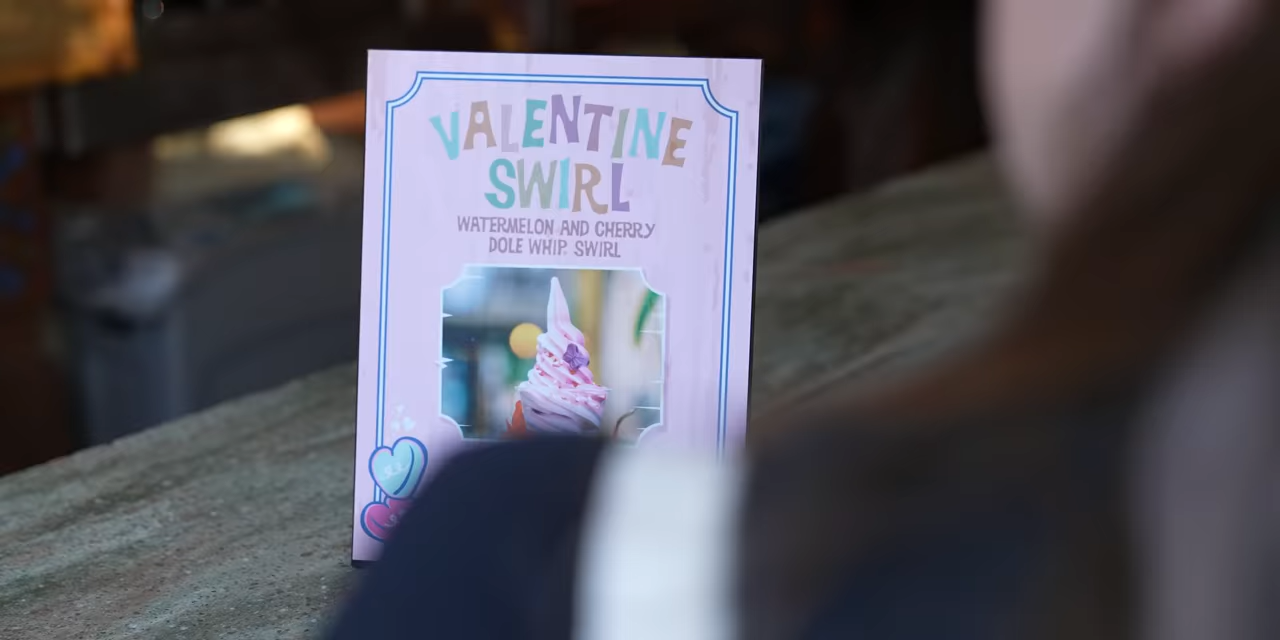 VALENTINE
SWIRL
WATERMELON AND CHERRY
DOLE WHIP SWIRL